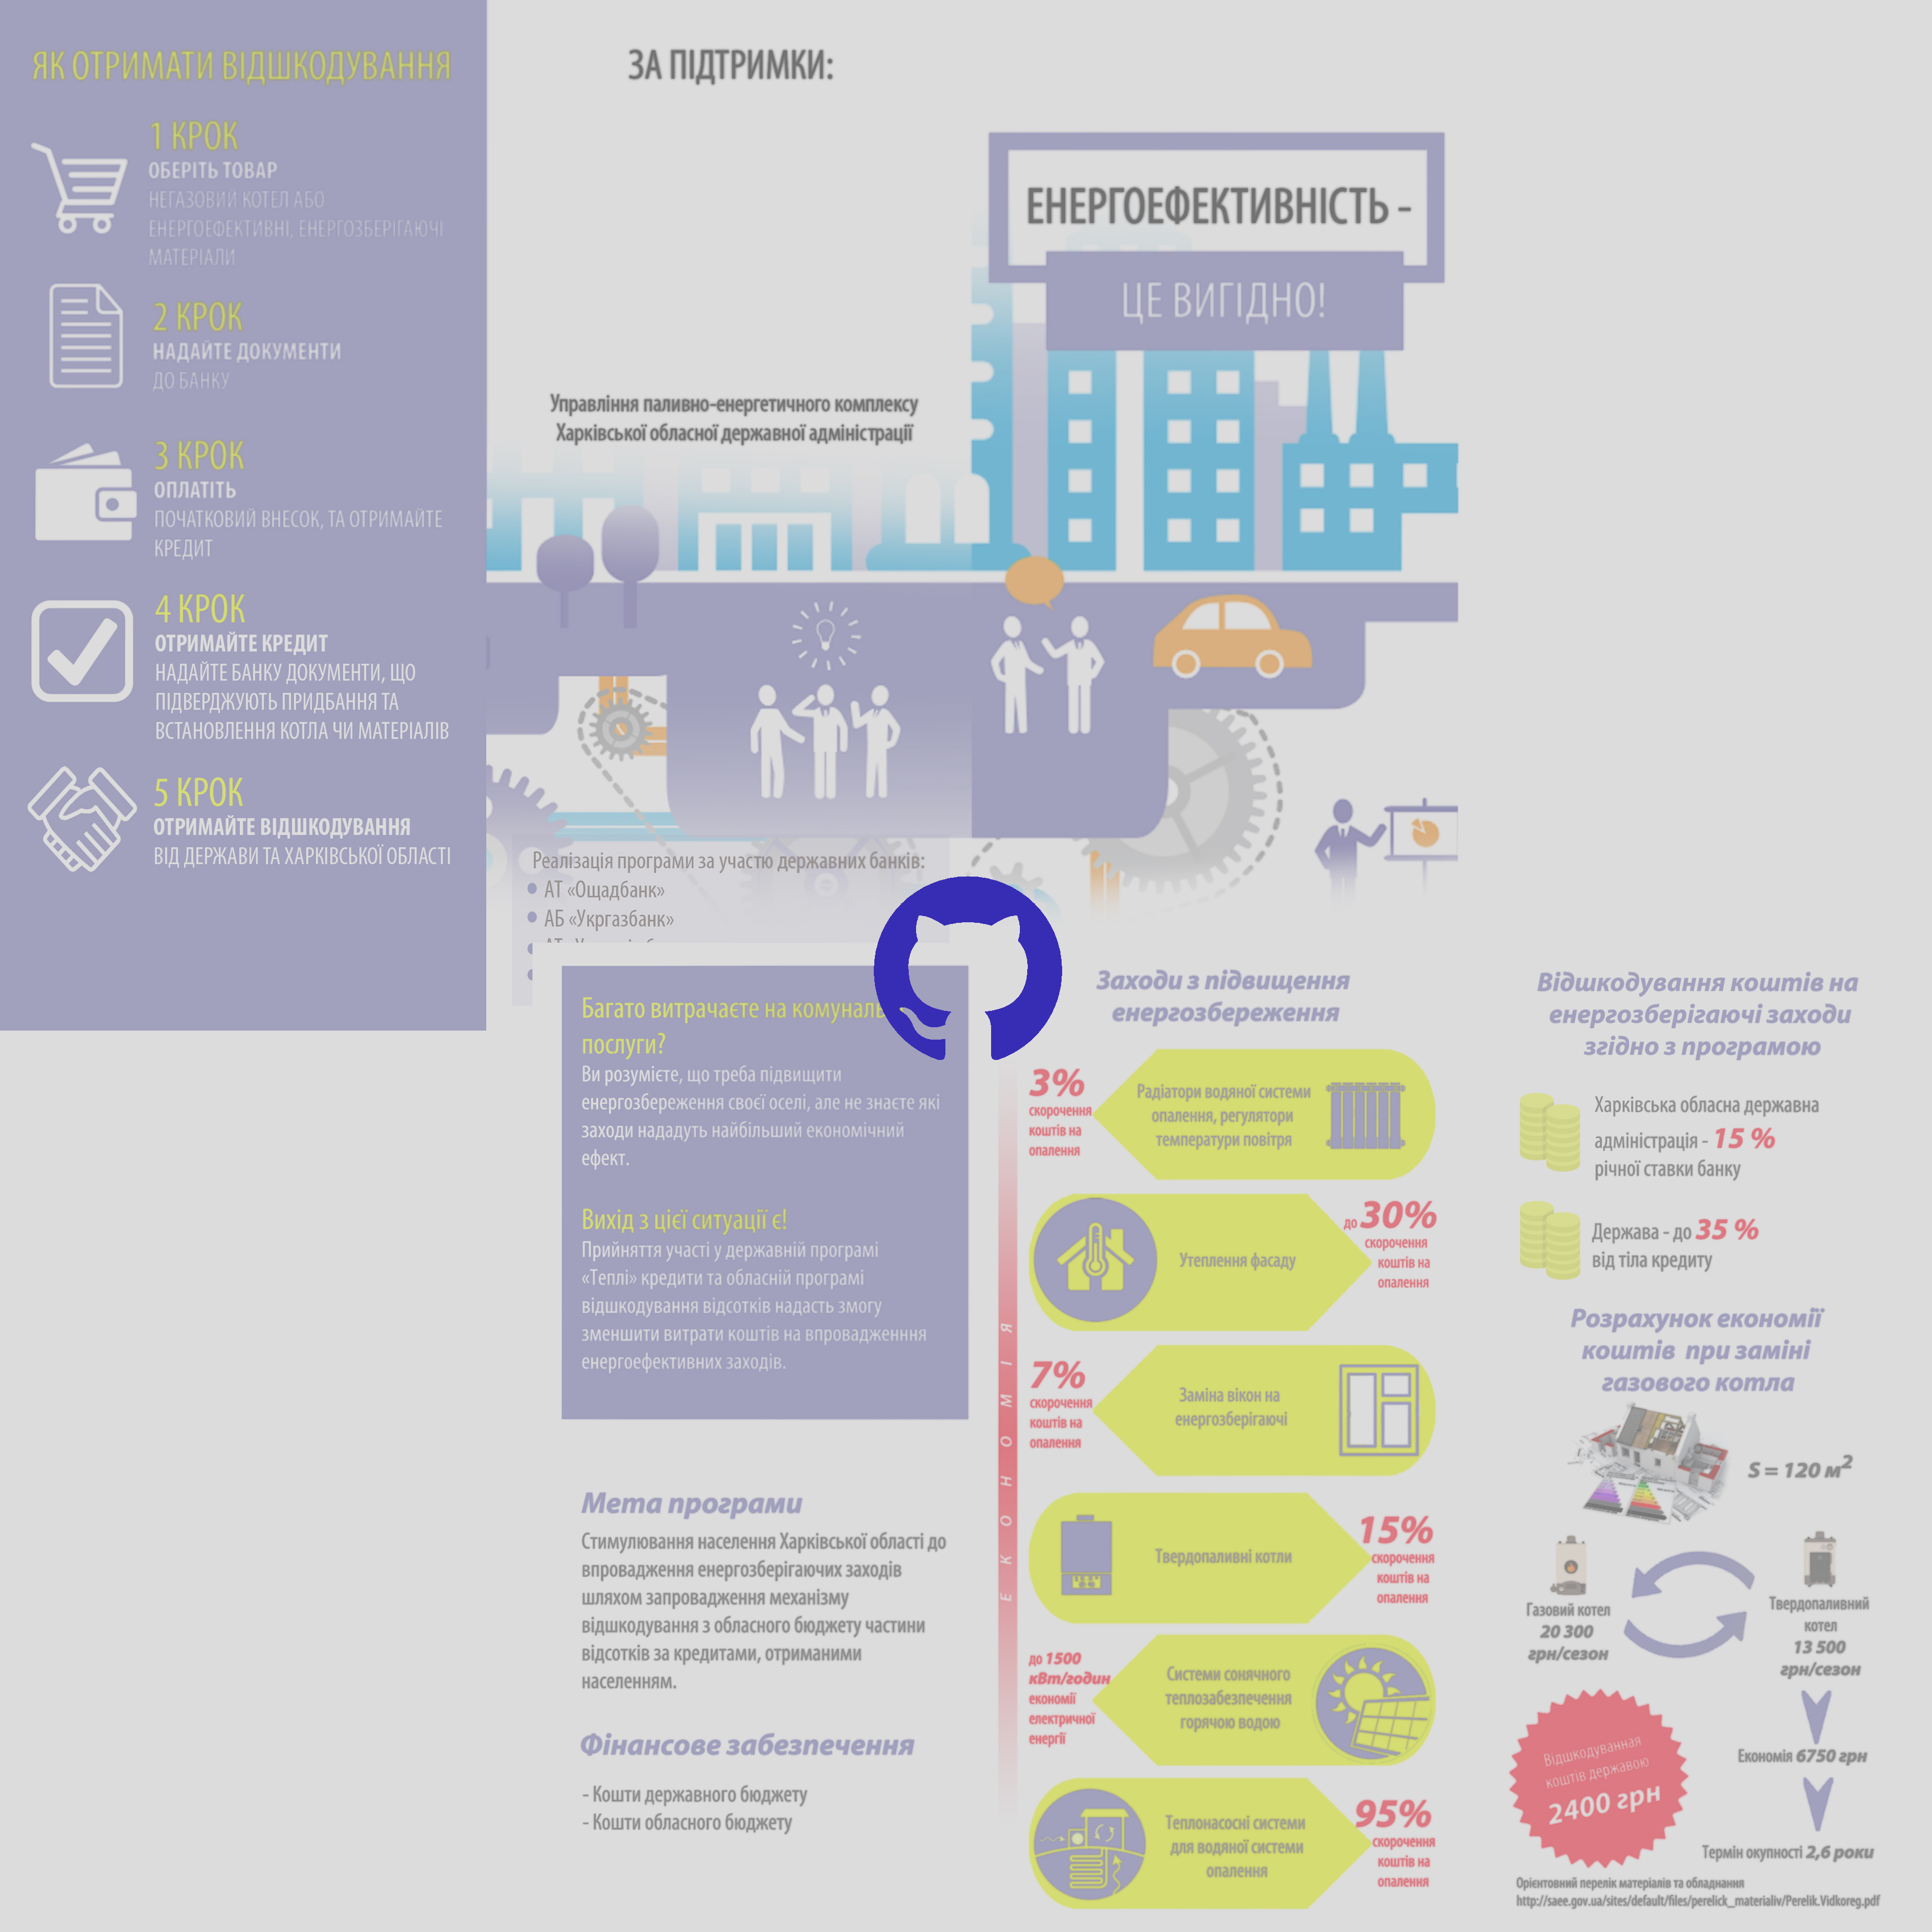 ЯК ОТРИМАТИ ВІДШКОДУВАННЯ
1 КРОК
ОБЕРІТЬ ТОВАР
НЕГАЗОВИЙ КОТЕЛ АБО
ЕНЕРГОЕФЕКТИВНІ, ЕНЕРГОЗБЕРІГАЮЧІ
МАТЕРІАЛИ
2 КРОК
НАДАЙТЕ ДОКУМЕНТИ
ДО БАНКУ
3 КРОК
ОПЛАТІТЬ
ПОЧАТКОВИЙ ВНЕСОК, ТА ОТРИМАЙТЕ
КРЕДИТ
4 КРОК
ОТРИМАЙТЕ КРЕДИТ
НАДАЙТЕ БАНКУ ДОКУМЕНТИ, ЩО
ПІДВЕРДЖУЮТЬ ПРИДБАННЯ ТА
ВСТАНОВЛЕННЯ КОТЛА ЧИ МАТЕРІАЛІВ
5 КРОК
ОТРИМАЙТЕ ВІДШКОДУВАННЯ
ВІД ДЕРЖАВИ ТА ХАРКІВСЬКОЇ ОБЛАСТІ
ЗА ПІДТРИМКИ:
Управління паливно-енергетичного комплексу
Харківської обласної державної адміністрації
ЕНЕРГОЕФЕКТИВНІСТЬ -
ЦЕ ВИГІДНО!
Реалізація програми за участю державних банків:
АТ «Ощадбанк»
АБ «Укргазбанк»
Багато витрачаєте на
послуги?
Ви розумієте, що треба підвищити
енергозбереження своєї оселі, але не знаєте які
заходи нададуть найбільший економічний
ефект.
Вихід з цієї ситуації є!
Прийняття участі у державній програмі
«Теплі» кредити та обласній програмі
відшкодування відсотків надасть змогу
зменшити витрати коштів на впровадженння
енергоефективних заходів.
Мета програми
Стимулювання населення Харківської області до
впровадження енергозберігаючих заходів
шляхом запровадження механізму
відшкодування з обласного бюджету частини
відсотків за кредитами, отриманими
населенням.
Фінансове забезпечення
- Кошти державного бюджету
- Кошти обласного бюджету
Заходи з підвищення
енергозбереження
ЕКОНОМІЯ
3%
скорочення
коштів на
опалення
Радіатори водяної системи
опалення, регулятори
температури повітря
Утеплення фасаду
до 30%
скорочення
коштів на
опалення
7%
скорочення
коштів на
опалення
Заміна вікон на
енергозберігаючі
Твердопаливні котли
15%
скорочення
коштів на
опалення
до 1500
кВт/годин
економії
електричної
енергії
Системи сонячного
теплозабезпечення
горячою водою
Теплонасосні системи
для водяної системи
опалення
95%
скорочення
коштів на
опалення
Відшкодування коштів на
енергозберігаючі заходи
згідно з програмою
Харківська обласна державна
адміністрація - 15 %
річної ставки банку
Держава - до 35 %
від тіла кредиту
Розрахунок економії
коштів при заміні
газового котла
S = 120 м²
Газовий котел
20 300
грн/сезон
Твердопаливний
котел
13 500
грн/сезон
Економія 6750 грн
Відшкодуванная
коштів державою
2400 грн
Термін окупності 2,6 роки
Орієнтовний перелік матеріалів та обладнання
http://saee.gov.ua/sites/default/files/perelick_materialiv/Perelik.Vidkoreg.pdf